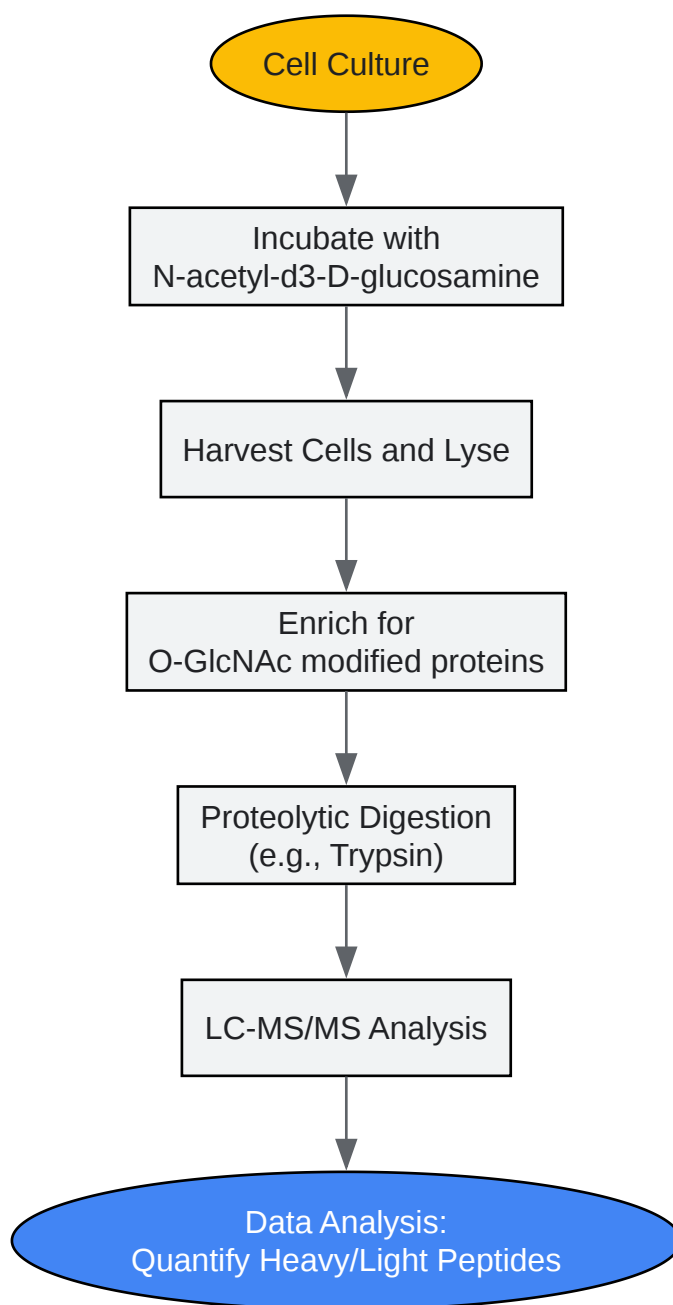 Cell Culture
Incubate with
N-acetyl-d3-D-glucosamine
Harvest Cells and Lyse
Enrich for
O-GlcNAc modified proteins
Proteolytic Digestion
(e.g., Trypsin)
LC-MS/MS Analysis
Data Analysis:
Quantify Heavy/Light Peptides